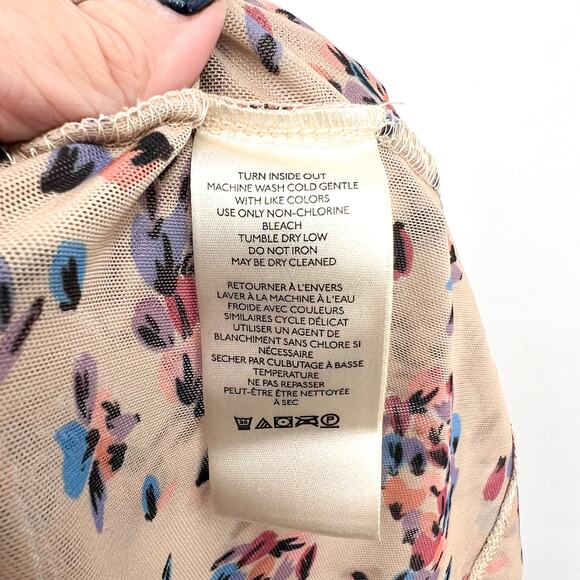 TURN INSIDE OUT
MACHINE WASH COLD GENTLE
WITH LIKE COLORS
USE ONLY NON-CHLORINE
BLEACH
TUMBLE DRY LOW
DO NOT IRON
MAY BE DRY CLEANED
RETOURNER À L'ENVERS
LAVER À LA MACHINE À L'EAU
FROIDE AVEC COULEURS
SIMILAIRES CYCLE DÉLICAT
UTILISER UN AGENT DE
BLANCHIMENT SANS CHLORE SI
NÉCESSAIRE
SECHER PAR CULBUTAGE À BASSE
TEMPERATURE
NE PAS REPASSER
PEUT-ÊTRE ÊTRE NETTOYÉE
À SEC
30 P